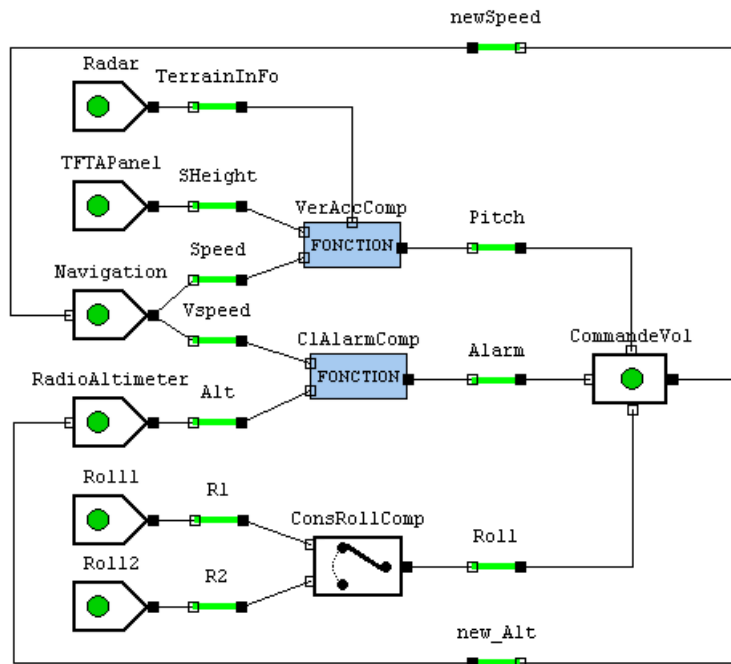 newSpeed
Radar
TerrainInFo
TFTAPanel
SHeight
VerAccComp
FONCTION
Pitch
Speed
Navigation
Vspeed
ClAlarmComp
FONCTION
Alarm
CommandeVol
RadioAltimeter
Alt
Roll1
R1
ConsRollComp
Roll
Roll2
R2
new_Alt